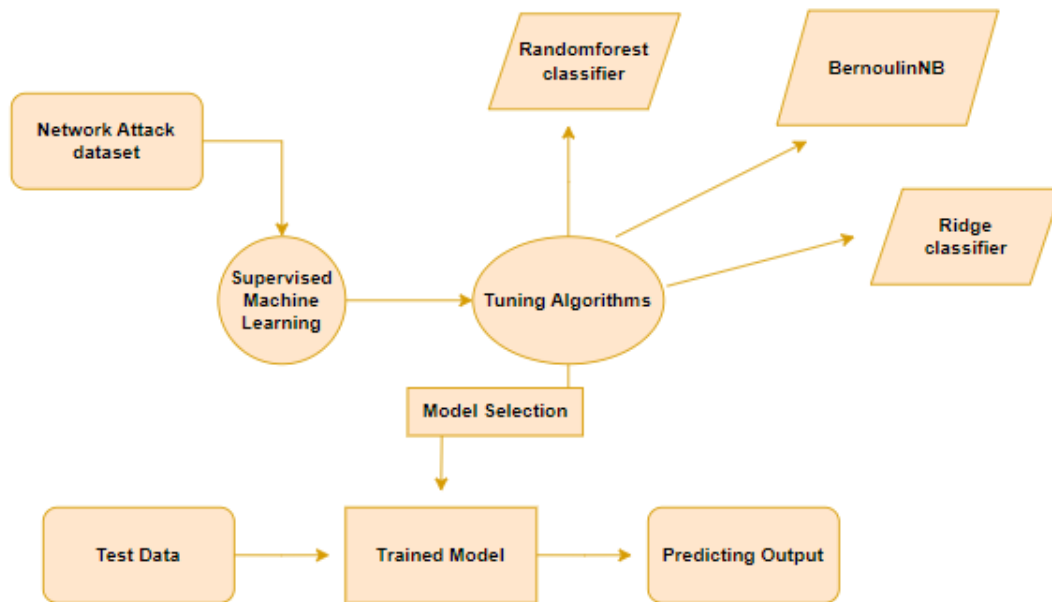 Randomforest
classifier
BernoulinNB
Network Attack
dataset
Ridge
classifier
Supervised
Machine
Learning
Tuning Algorithms
Model Selection
Test Data
Trained Model
Predicting Output